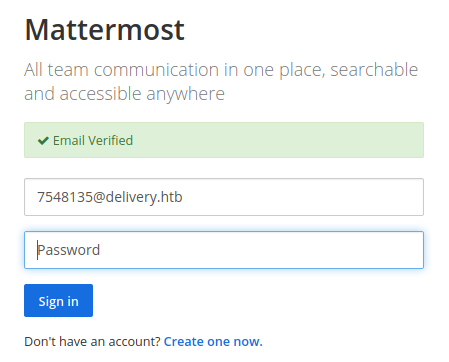 Mattermost
All team communication in one place, searchable
and accessible anywhere
✔ Email Verified
7548135@delivery.htb
Password
Sign in
Don't have an account? Create one now.